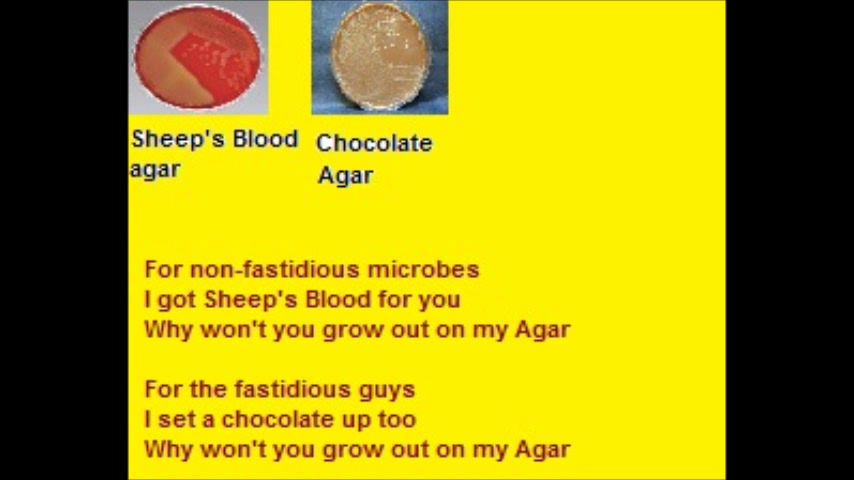 Sheep's Blood
agar
Chocolate
Agar
For non-fastidious microbes
I got Sheep's Blood for you
Why won't you grow out on my Agar
For the fastidious guys
I set a chocolate up too
Why won't you grow out on my Agar